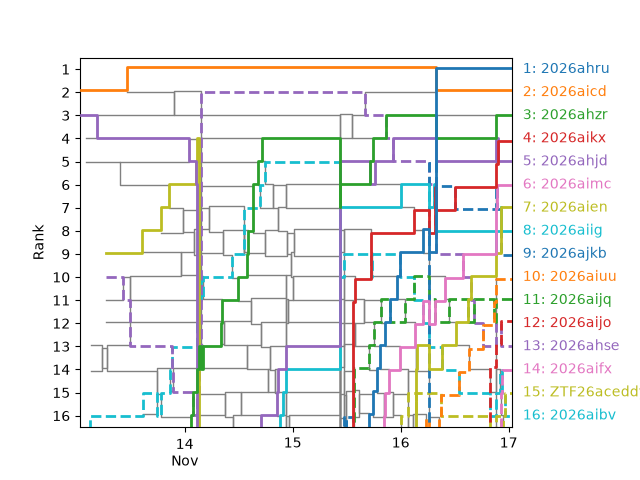 1
2
3
4
5
6
7
8
9
10
11
12
13
14
15
16
Rank
14
15
16
17
Nov
1: 2026ahru
2: 2026aicd
3: 2026ahzr
4: 2026aikx
5: 2026ahjd
6: 2026aimc
7: 2026aien
8: 2026aiig
9: 2026ajkb
10: 2026aiuu
11: 2026aijq
12: 2026aijo
13: 2026ahse
14: 2026aifx
15: ZTF26acedd
16: 2026aibv